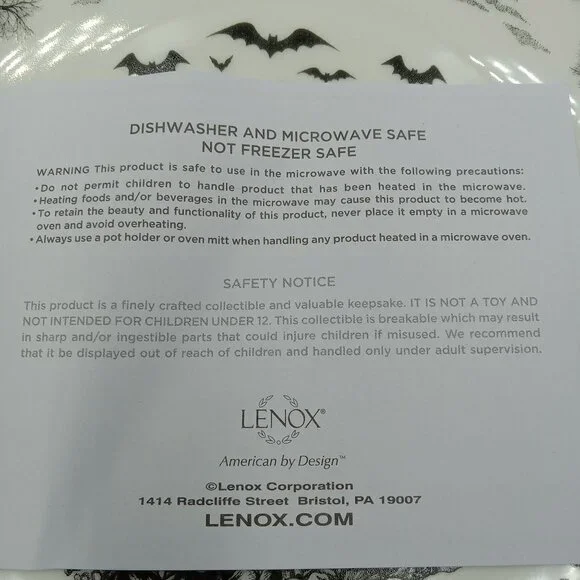 DISHWASHER AND MICROWAVE SAFE
NOT FREEZER SAFE
WARNING This product is safe to use in the microwave with the following precautions:
• Do not permit children to handle product that has been heated in the microwave.
• Heating foods and/or beverages in the microwave may cause this product to become hot.
• To retain the beauty and functionality of this product, never place it empty in a microwave
oven and avoid overheating.
• Always use a pot holder or oven mitt when handling any product heated in a microwave oven.
SAFETY NOTICE
This product is a finely crafted collectible and valuable keepsake. IT IS NOT A TOY AND
NOT INTENDED FOR CHILDREN UNDER 12. This collectible is breakable which may result
in sharp and/or ingestible parts that could injure children if misused. We recommend
that it be displayed out of reach of children and handled only under adult supervision.
LENOX®
American by Design™
©Lenox Corporation
1414 Radcliffe Street Bristol, PA 19007
LENOX.COM